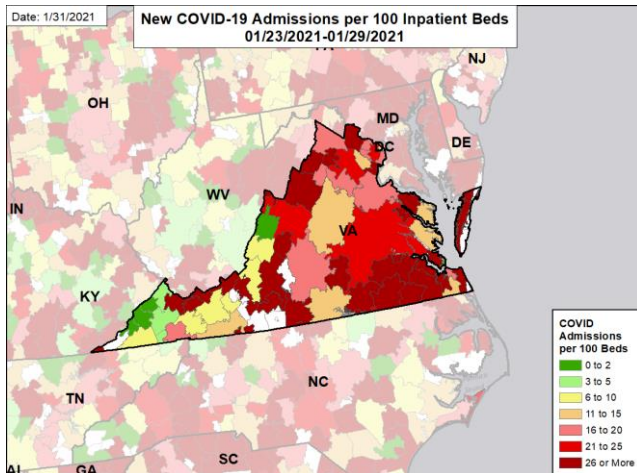 Date: 1/31/2021
New COVID-19 Admissions per 100 Inpatient Beds
01/23/2021-01/29/2021
NJ
OH
MD
DC
DE
WV
IN
VA
KY
NC
TN
SC
GA
COVID
Admissions
per 100 Beds
0 to 2
3 to 5
6 to 10
11 to 15
16 to 20
21 to 25
26 or More